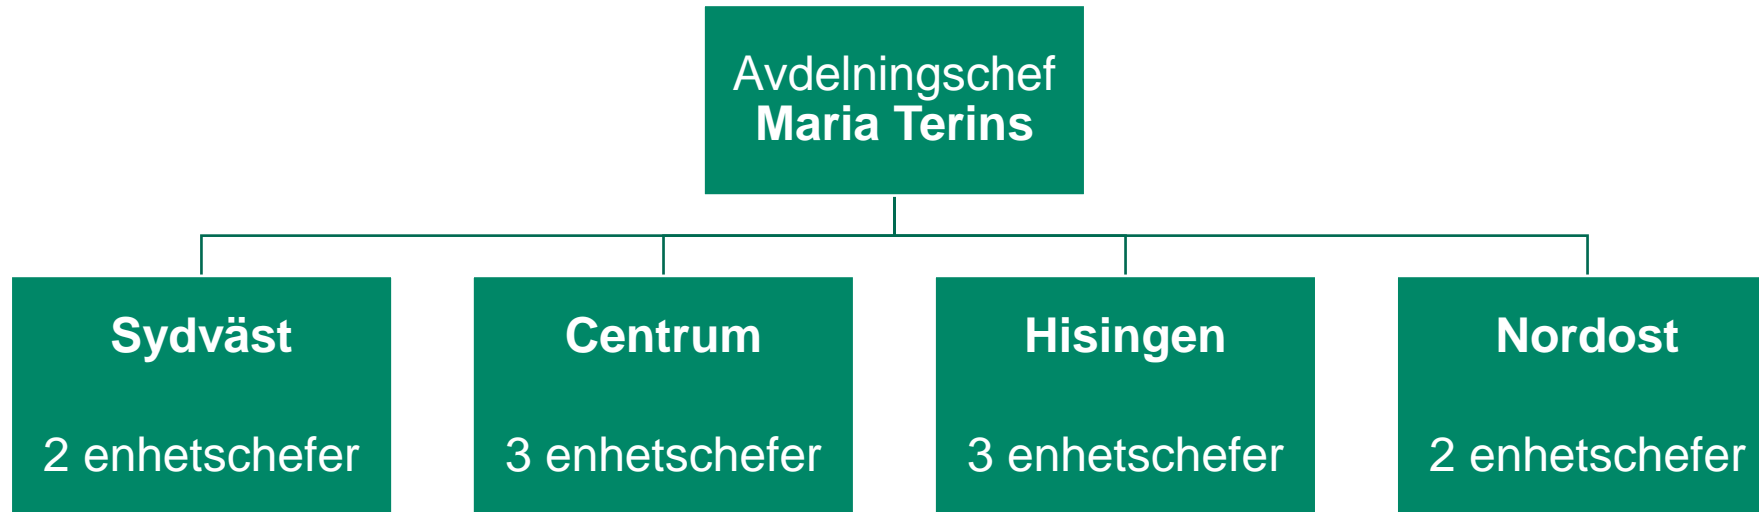 Avdelningschef
Maria Terins
Sydväst
2 enhetschefer
Centrum
3 enhetschefer
Hisingen
3 enhetschefer
Nordost
2 enhetschefer